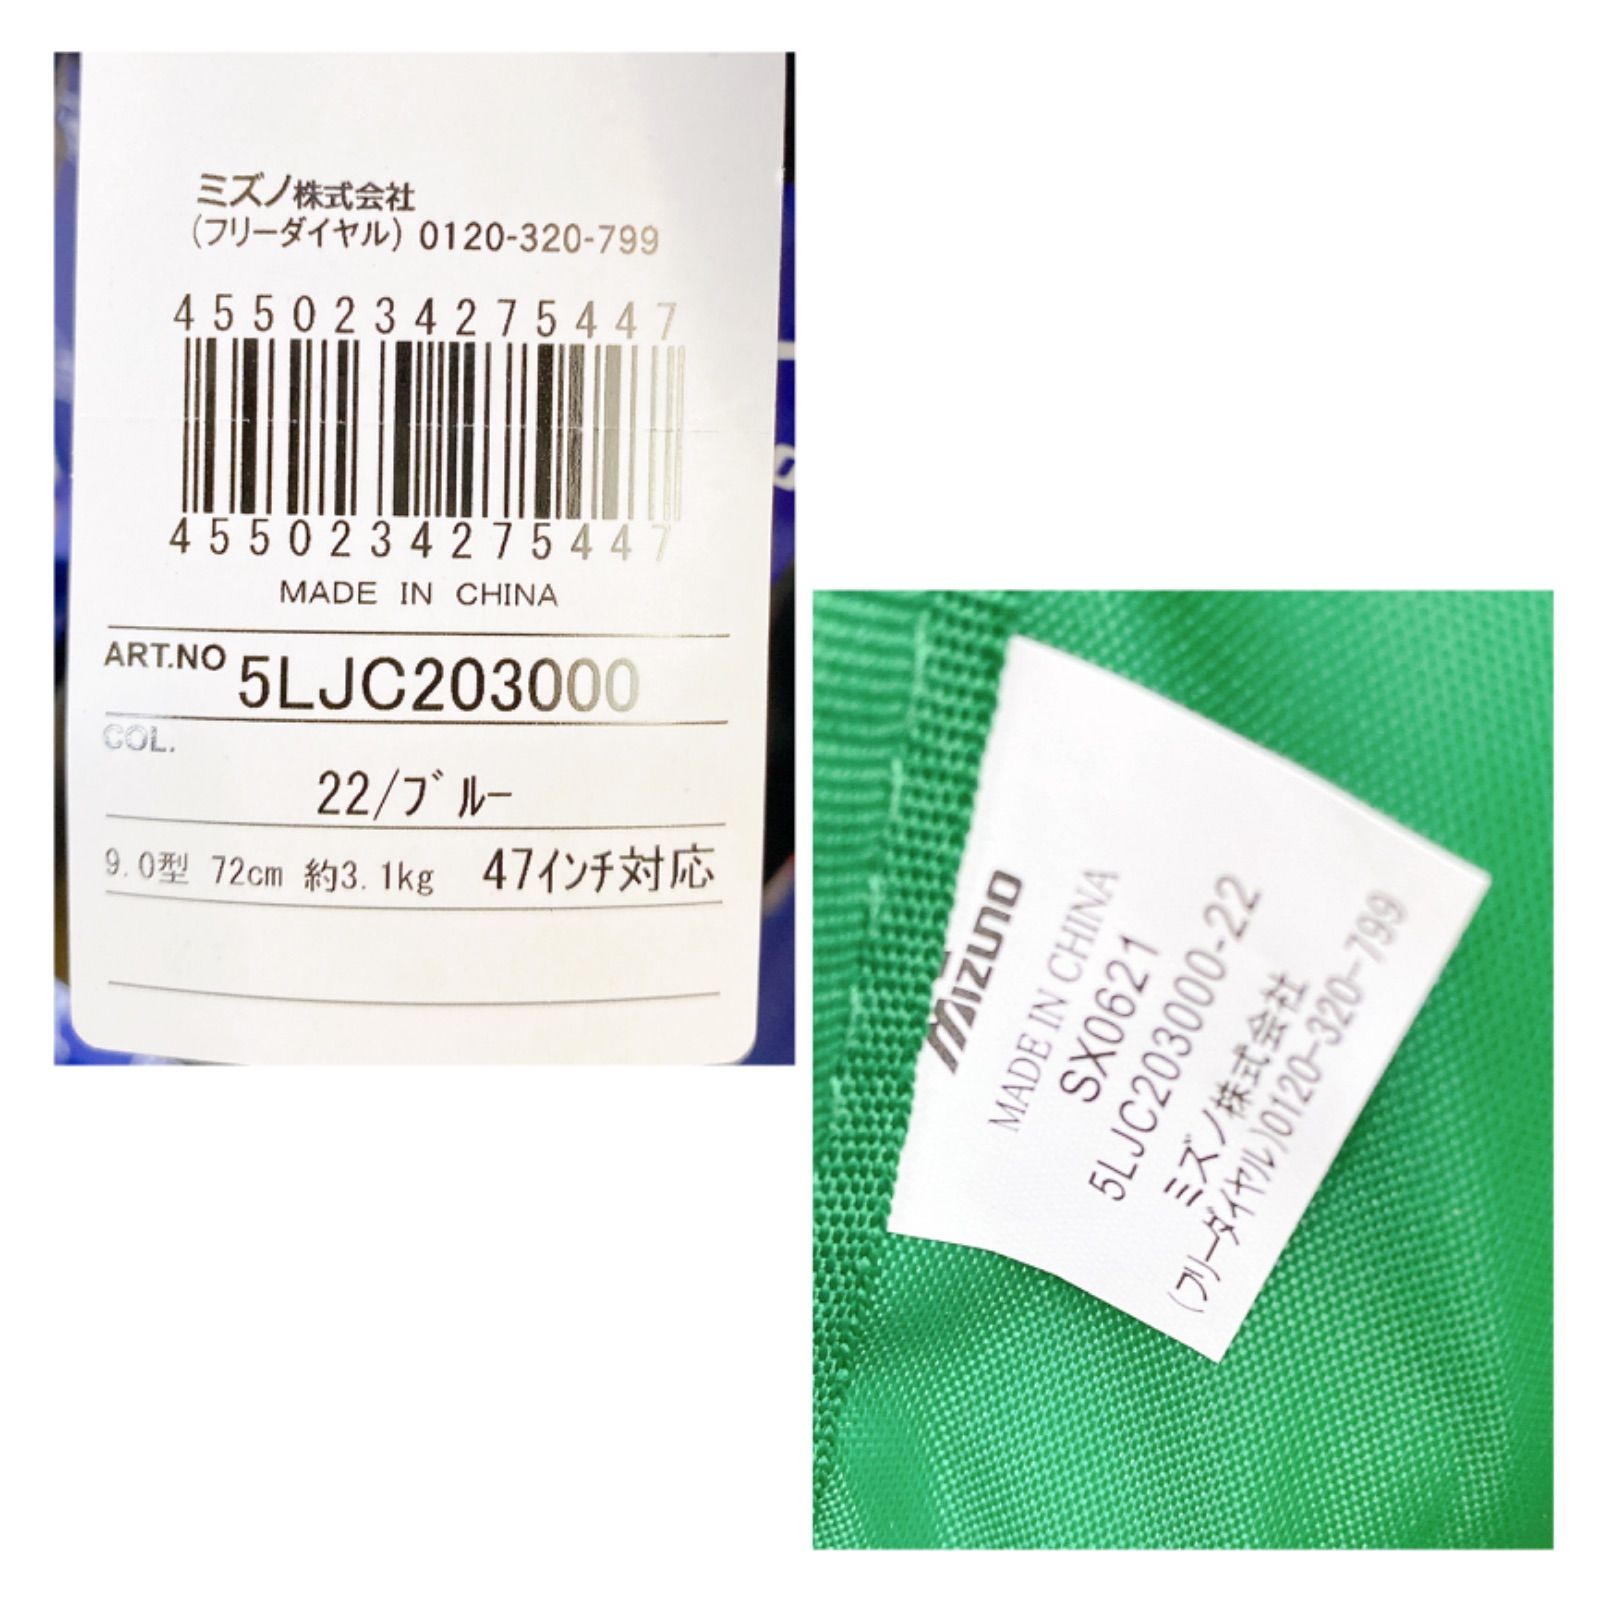 ミズノ株式会社
(フリーダイヤル) 0120-320-799
4550234275447
4550234275447
MADE IN CHINA
ART.NO 5LJC203000
COL.
22/ブルー
9.0型 72cm 約3.1kg 47インチ対応
mizuno
MADE IN CHINA
SX0621
5LJC203000-22
ミズノ株式会社
(フリーダイヤル)0120-320-799